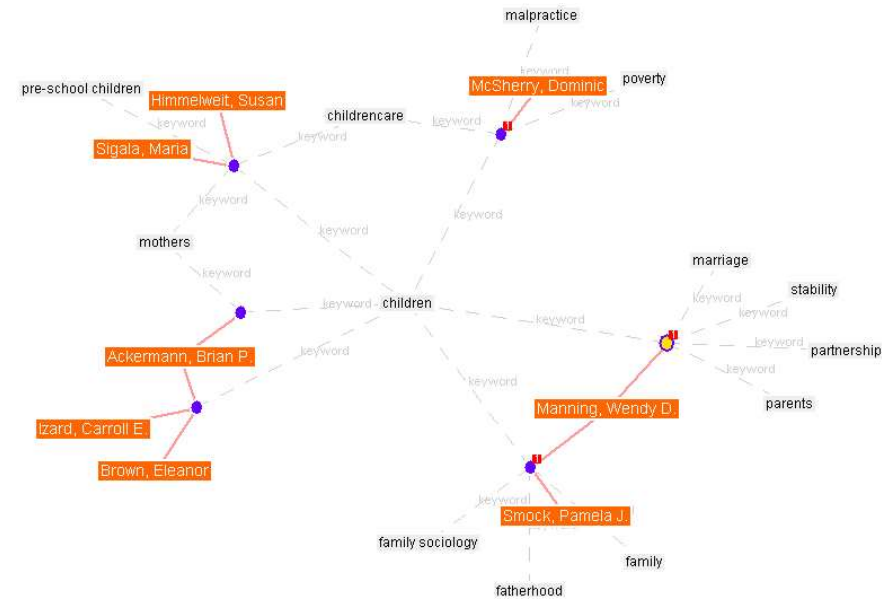 malpractice
keyword
McSherry, Dominic
poverty
keyword
pre-school children
Himmelweit, Susan
keyword
childrencare
keyword
keyword
Sigala, Maria
keyword
keyword
mothers
keyword
keyword
marriage
keyword
children
keyword
keyword
keyword
stability
keyword
keyword
partnership
keyword
parents
Ackermann, Brian P.
keyword
keyword
Manning, Wendy D.
Izard, Carroll E.
Brown, Eleanor
keyword
Smock, Pamela J.
family sociology
family
fatherhood